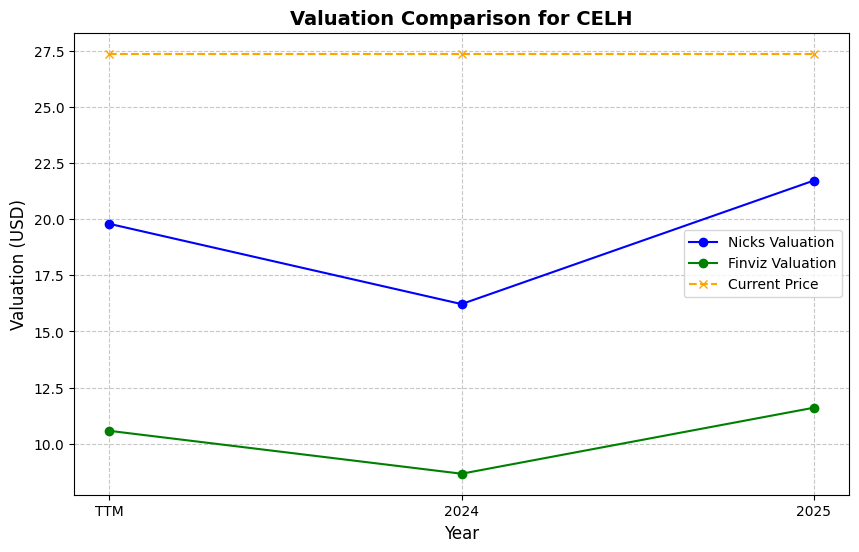 Valuation Comparison for CELH
Valuation (USD)
27.5
25.0
22.5
20.0
17.5
15.0
12.5
10.0
Nicks Valuation
Finviz Valuation
Current Price
TTM
2024
2025
Year